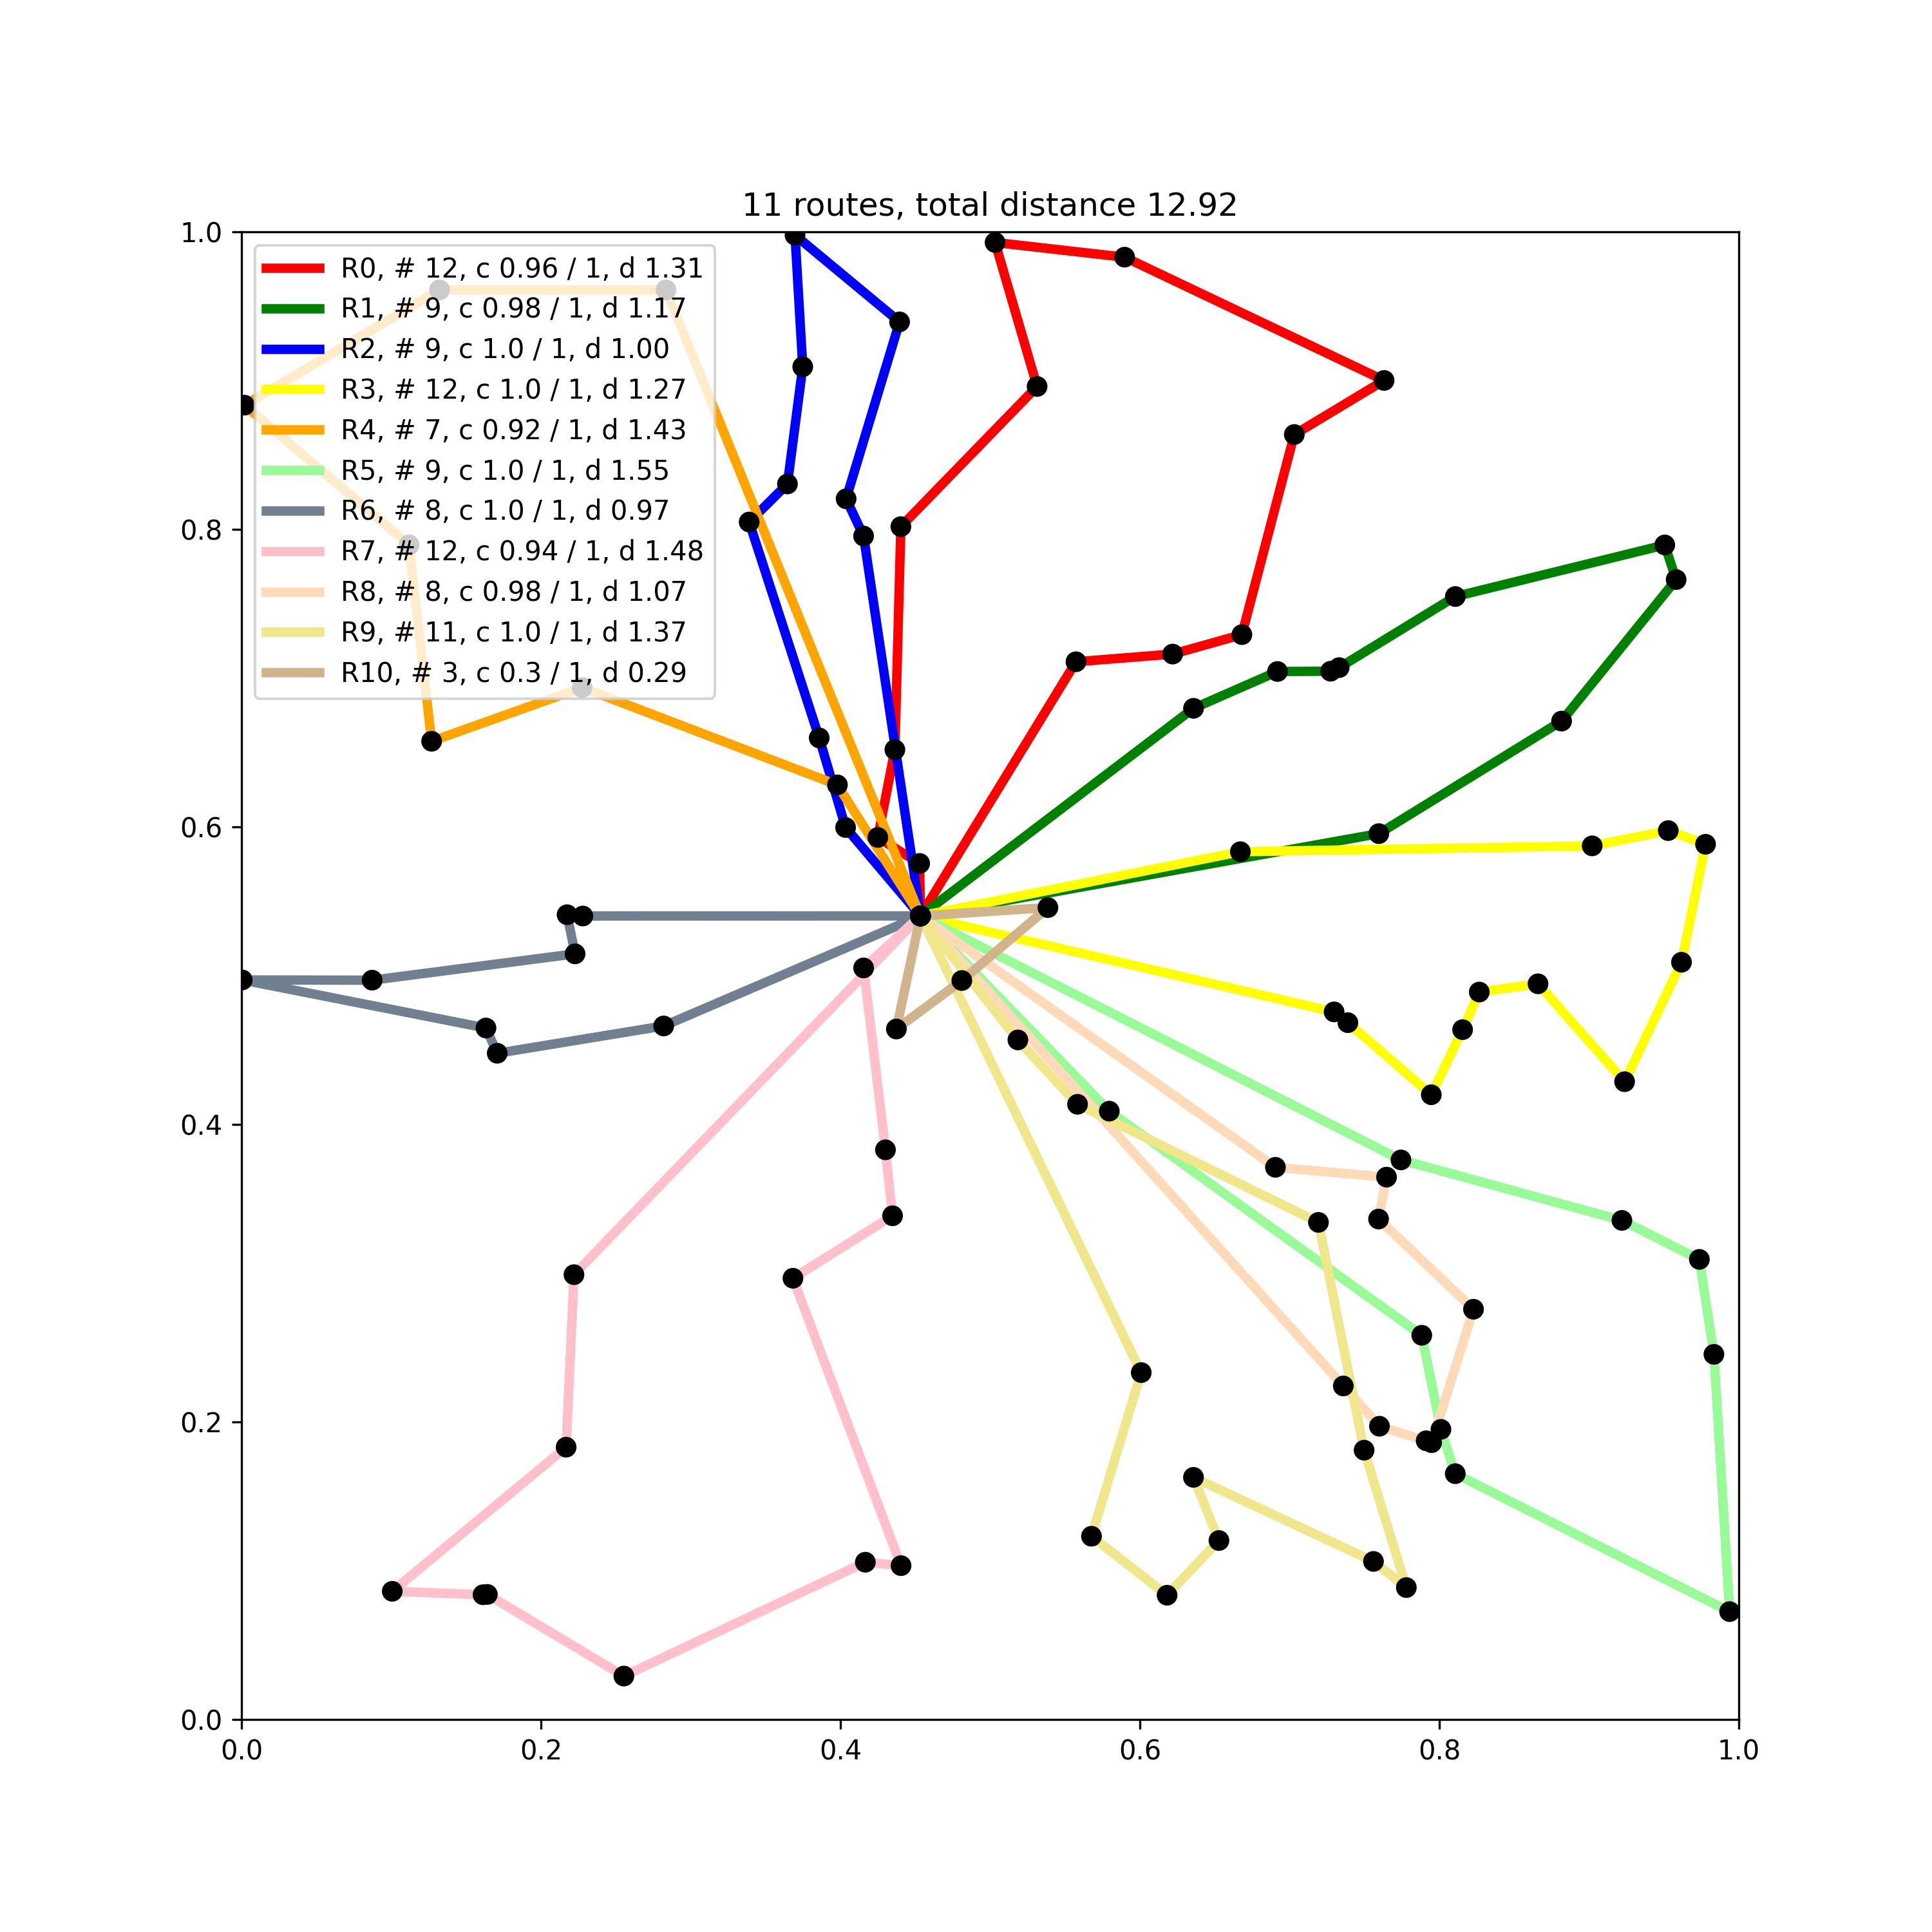 11 routes, total distance 12.92
1.0
0.8
0.6
0.4
0.2
0.0
R0, # 12, c 0.96 / 1, d 1.31
R1, # 9, c 0.98 / 1, d 1.17
R2, # 9, c 1.0 / 1, d 1.00
R3, # 12, c 1.0 / 1, d 1.27
R4, # 7, c 0.92 / 1, d 1.43
R5, # 9, c 1.0 / 1, d 1.55
R6, # 8, c 1.0 / 1, d 0.97
R7, # 12, c 0.94 / 1, d 1.48
R8, # 8, c 0.98 / 1, d 1.07
R9, # 11, c 1.0 / 1, d 1.37
R10, # 3, c 0.3 / 1, d 0.29
0.0 0.2 0.4 0.6 0.8 1.0